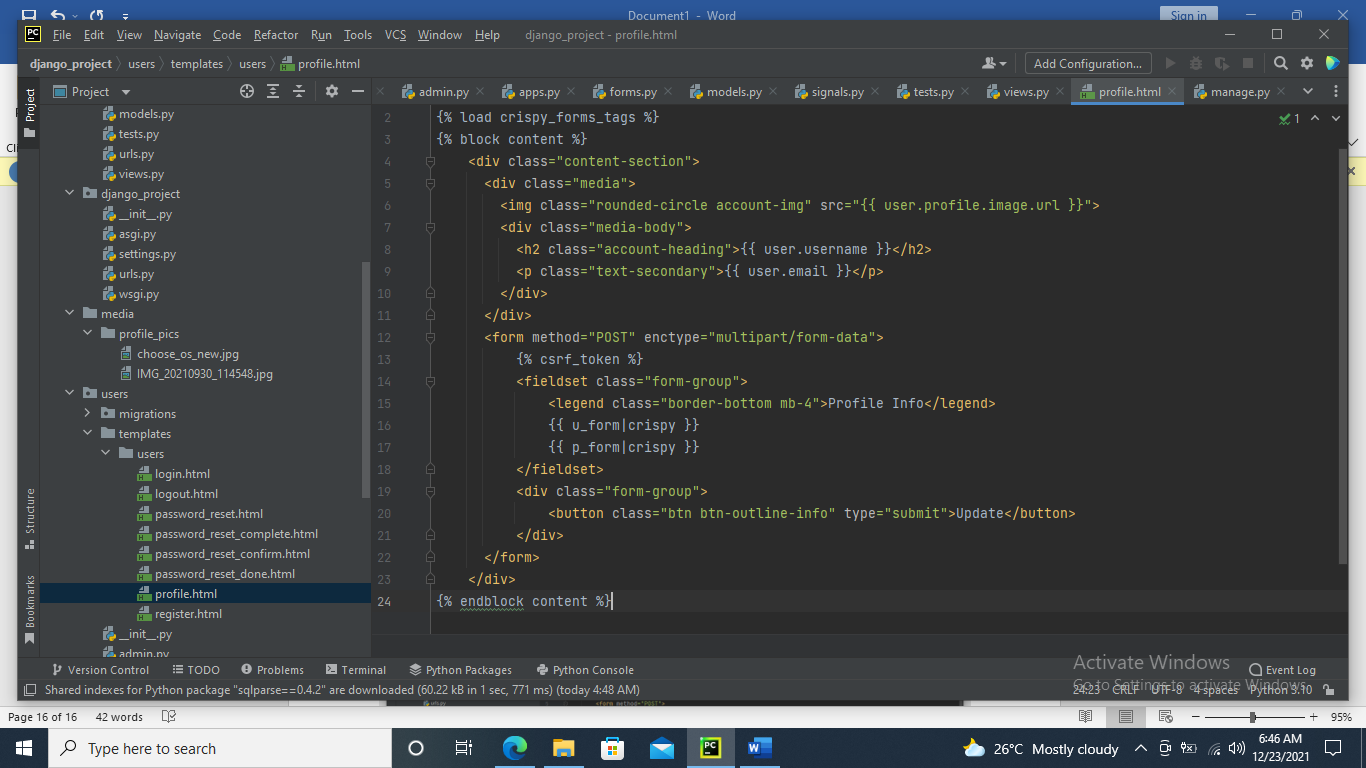 Document1 - Word
Sign in
PC File Edit View Navigate Code Refactor Run Tools VCS Window Help django_project - profile.html
django_project users templates users profile.html
Add Configuration...
Project
admin.py apps.py forms.py models.py signals.py tests.py views.py profile.html manage.py
Project
models.py
tests.py
urls.py
views.py
django_project
__init__.py
asgi.py
settings.py
urls.py
wsgi.py
media
profile_pics
choose_os_new.jpg
IMG_20210930_114548.jpg
users
migrations
templates
users
login.html
logout.html
password_reset.html
password_reset_complete.html
password_reset_confirm.html
password_reset_done.html
profile.html
register.html
__init__.py
admin.py
Structure
Bookmarks
1
2 {% load crispy_forms_tags %}
3 {% block content %}
4 <div class="content-section">
5 <div class="media">
6 <img class="rounded-circle account-img" src="{{ user.profile.image.url }}">
7 <div class="media-body">
8 <h2 class="account-heading">{{ user.username }}</h2>
9 <p class="text-secondary">{{ user.email }}</p>
10 </div>
11 </div>
12 <form method="POST" enctype="multipart/form-data">
13 {% csrf_token %}
14 <fieldset class="form-group">
15 <legend class="border-bottom mb-4">Profile Info</legend>
16 {{ u_form|crispy }}
17 {{ p_form|crispy }}
18 </fieldset>
19 <div class="form-group">
20 <button class="btn btn-outline-info" type="submit">Update</button>
21 </div>
22 </form>
23 </div>
24 {% endblock content %}
Version Control TODO Problems Terminal Python Packages Python Console Event Log
Activate Windows
Go to Settings to activate Windows.
Shared indexes for Python package "sqlparse==0.4.2" are downloaded (60.22 kB in 1 sec, 771 ms) (today 4:48 AM)
24:23 CRLF UTF-8 4 spaces Python 3.10
<form method="POST">
Page 16 of 16 42 words
95%
Type here to search
PC
26°C Mostly cloudy
6:46 AM
12/23/2021